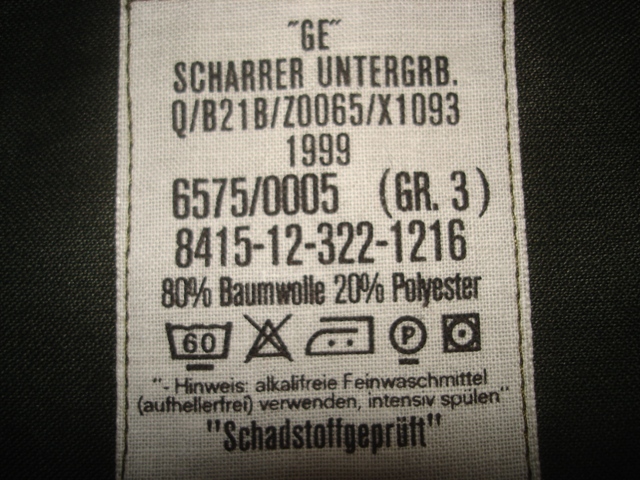 "GE"
SCHARRER UNTERGRB.
Q/B21B/Z0065/X1093
1999
6575/0005 (GR. 3)
8415-12-322-1216
80% Baumwolle 20% Polyester
60 P
"- Hinweis: alkalifreie Feinwaschmittel
(aufhellerfrei) verwenden, intensiv spülen"
"Schadstoffgeprüft"